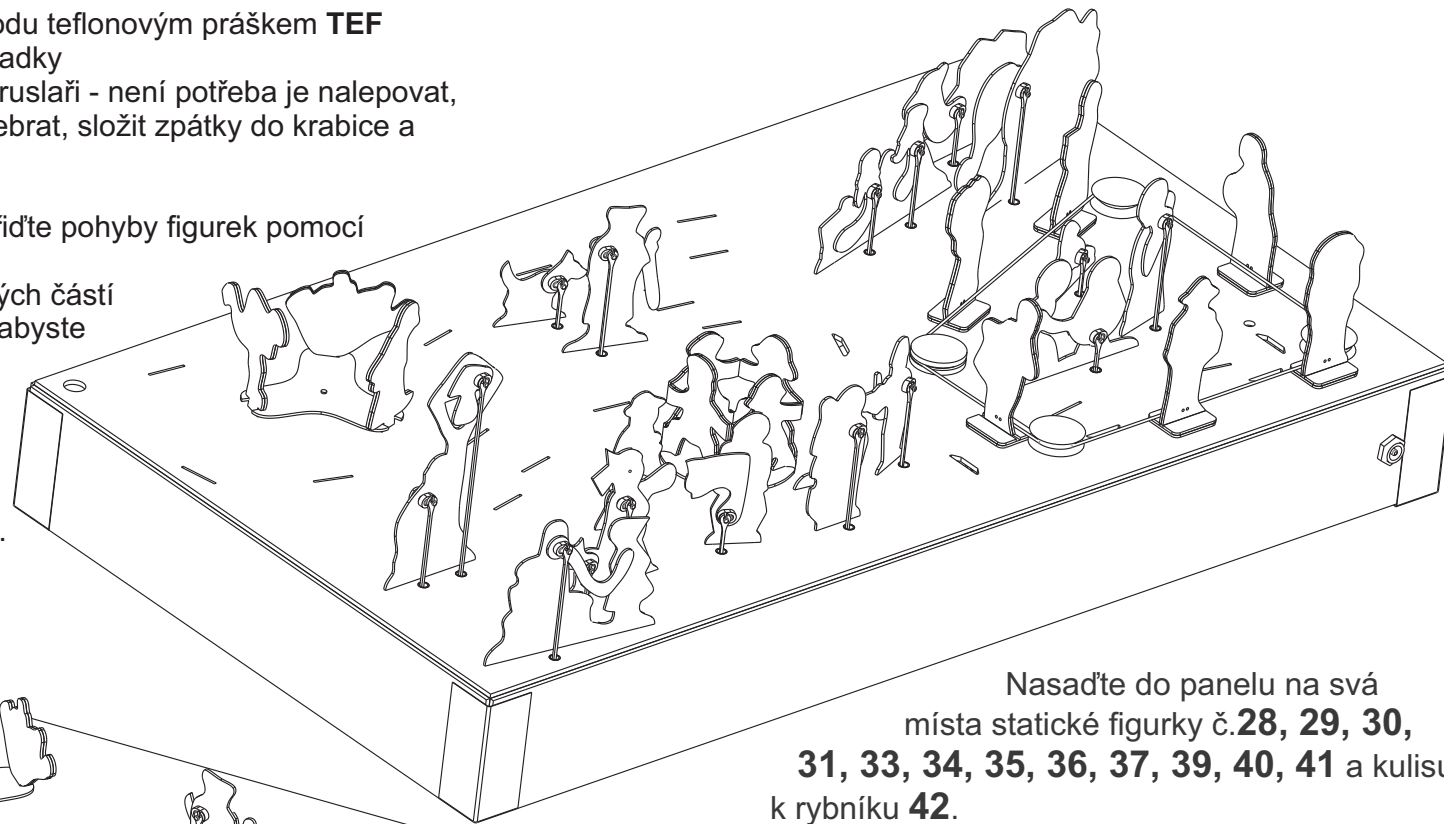 odu teflonovým práškem TEF
adky
ruslaři - není potřeba je nalepovat,
ebrat, složit zpátky do krabice a
řiďte pohyby figurek pomocí
ých částí
abyste
.
Nasaďte do panelu na svá
místa statické figurky č.28, 29, 30,
31, 33, 34, 35, 36, 37, 39, 40, 41 a kulisu
k rybníku 42.